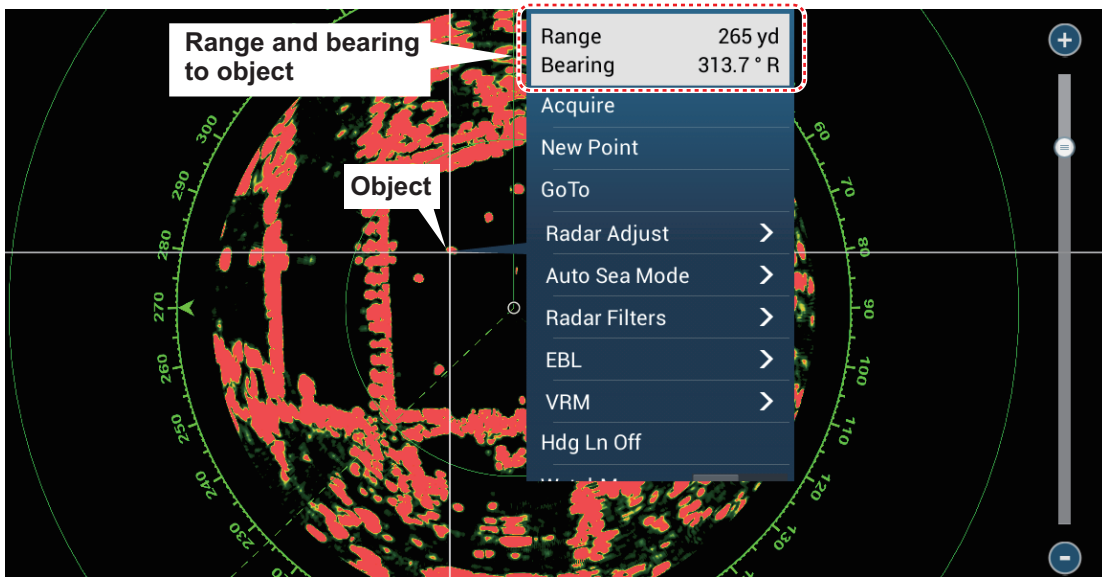 Range and bearing
to object
Range 265 yd
Bearing 313.7 ° R
Acquire
Object
New Point
GoTo
Radar Adjust
Auto Sea Mode
Radar Filters
EBL
VRM
Hdg Ln Off
300
290
280
270
260
250
240
230
60
70
80
90
100
110
120
130